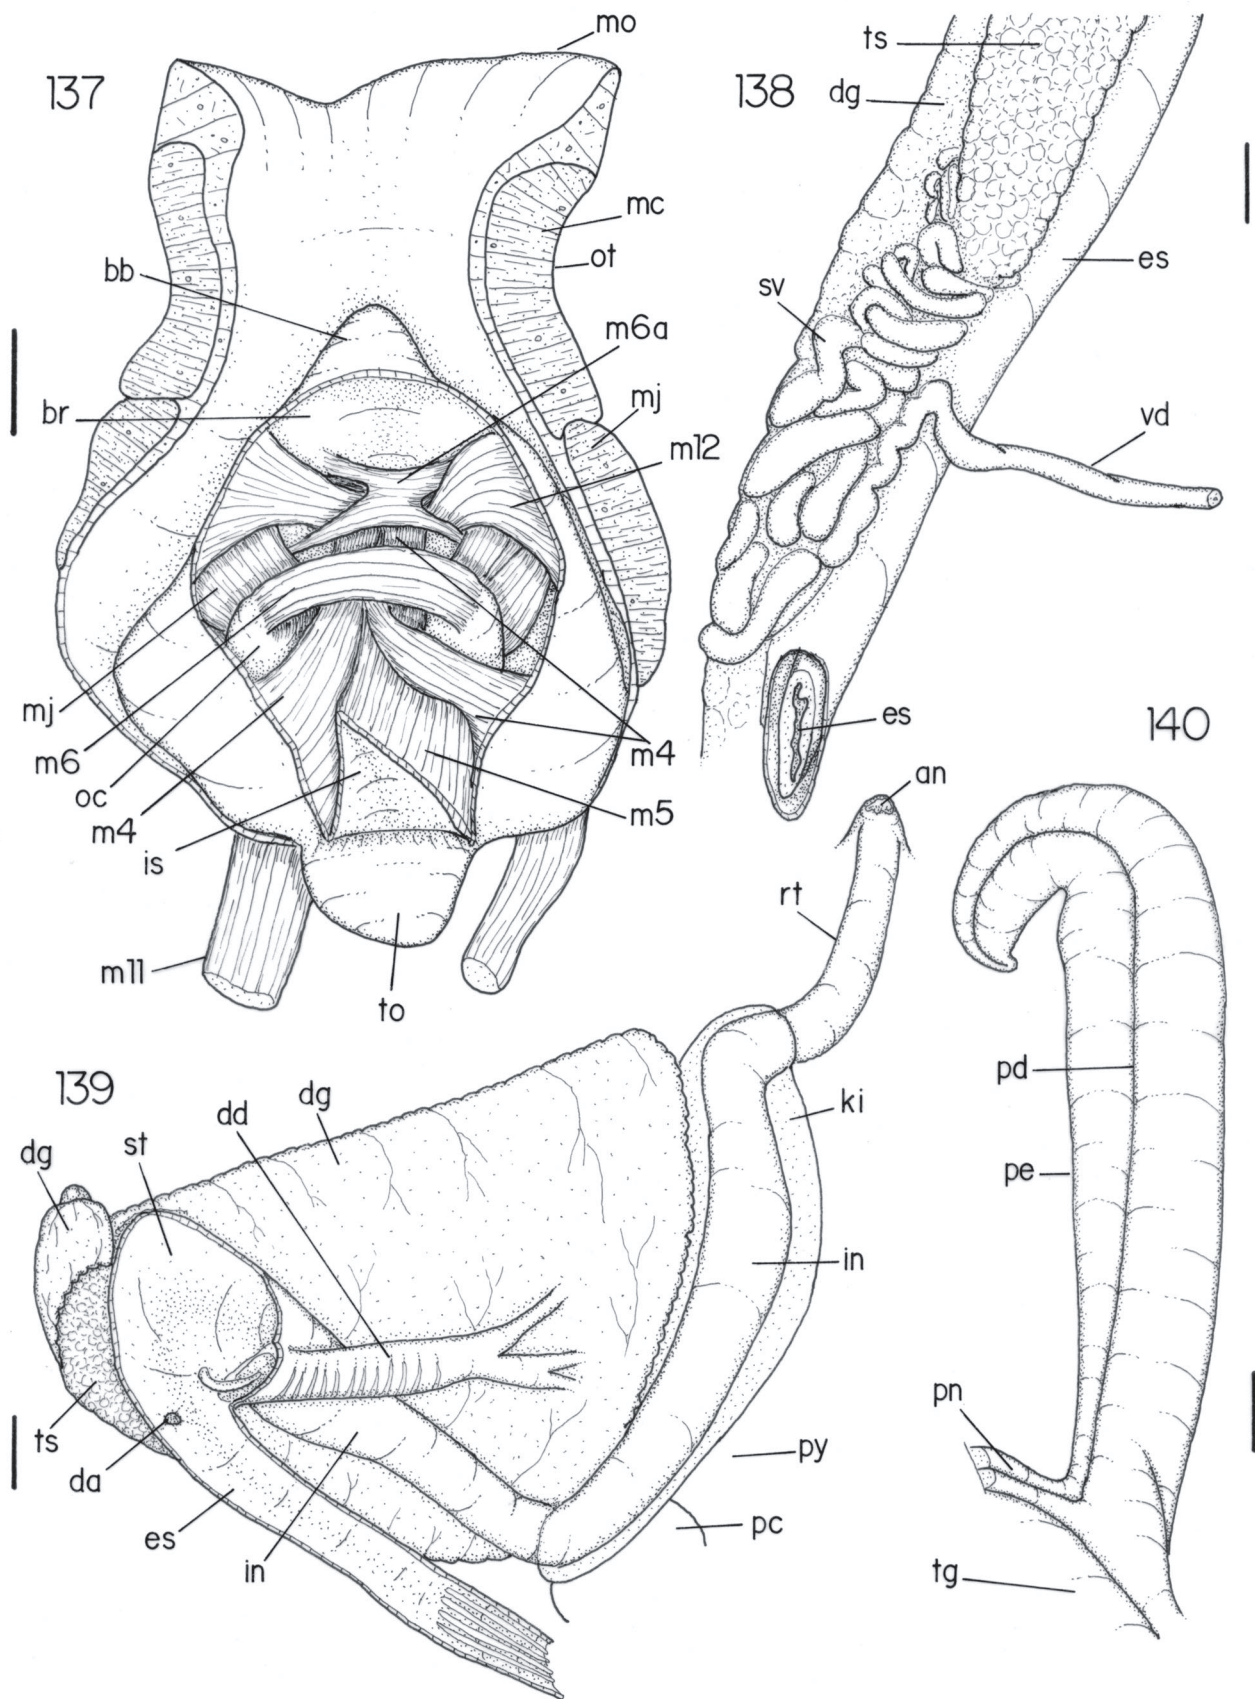 137
mo
mc
ot
bb
m6a
br
mj
m12
mj
m6
oc
m4
is
m4
m5
m11
to
138
ts
dg
es
sv
vd
es
139
dg
st
dd
dg
an
rt
ki
in
ts
da
es
in
py
pc
140
pd
pe
pn
tg